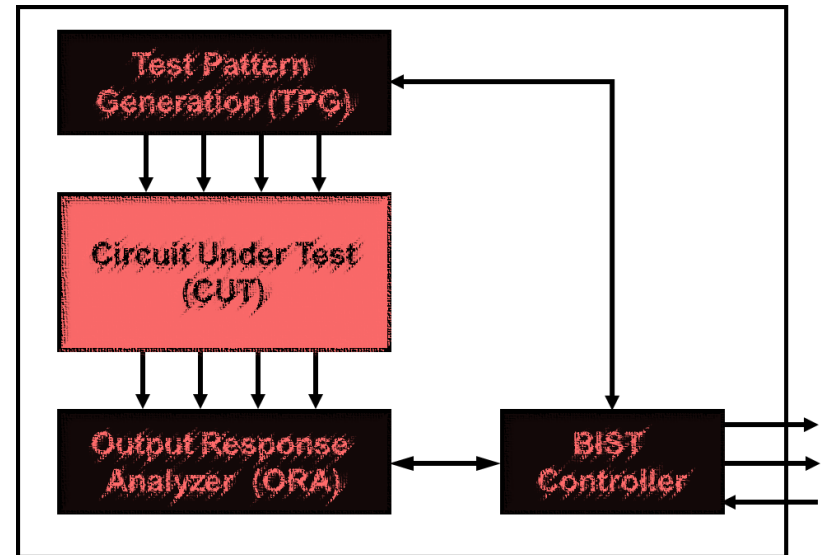 Test Pattern
Generation (TPG)
Circuit Under Test
(CUT)
Output Response
Analyzer (ORA)
BIST
Controller